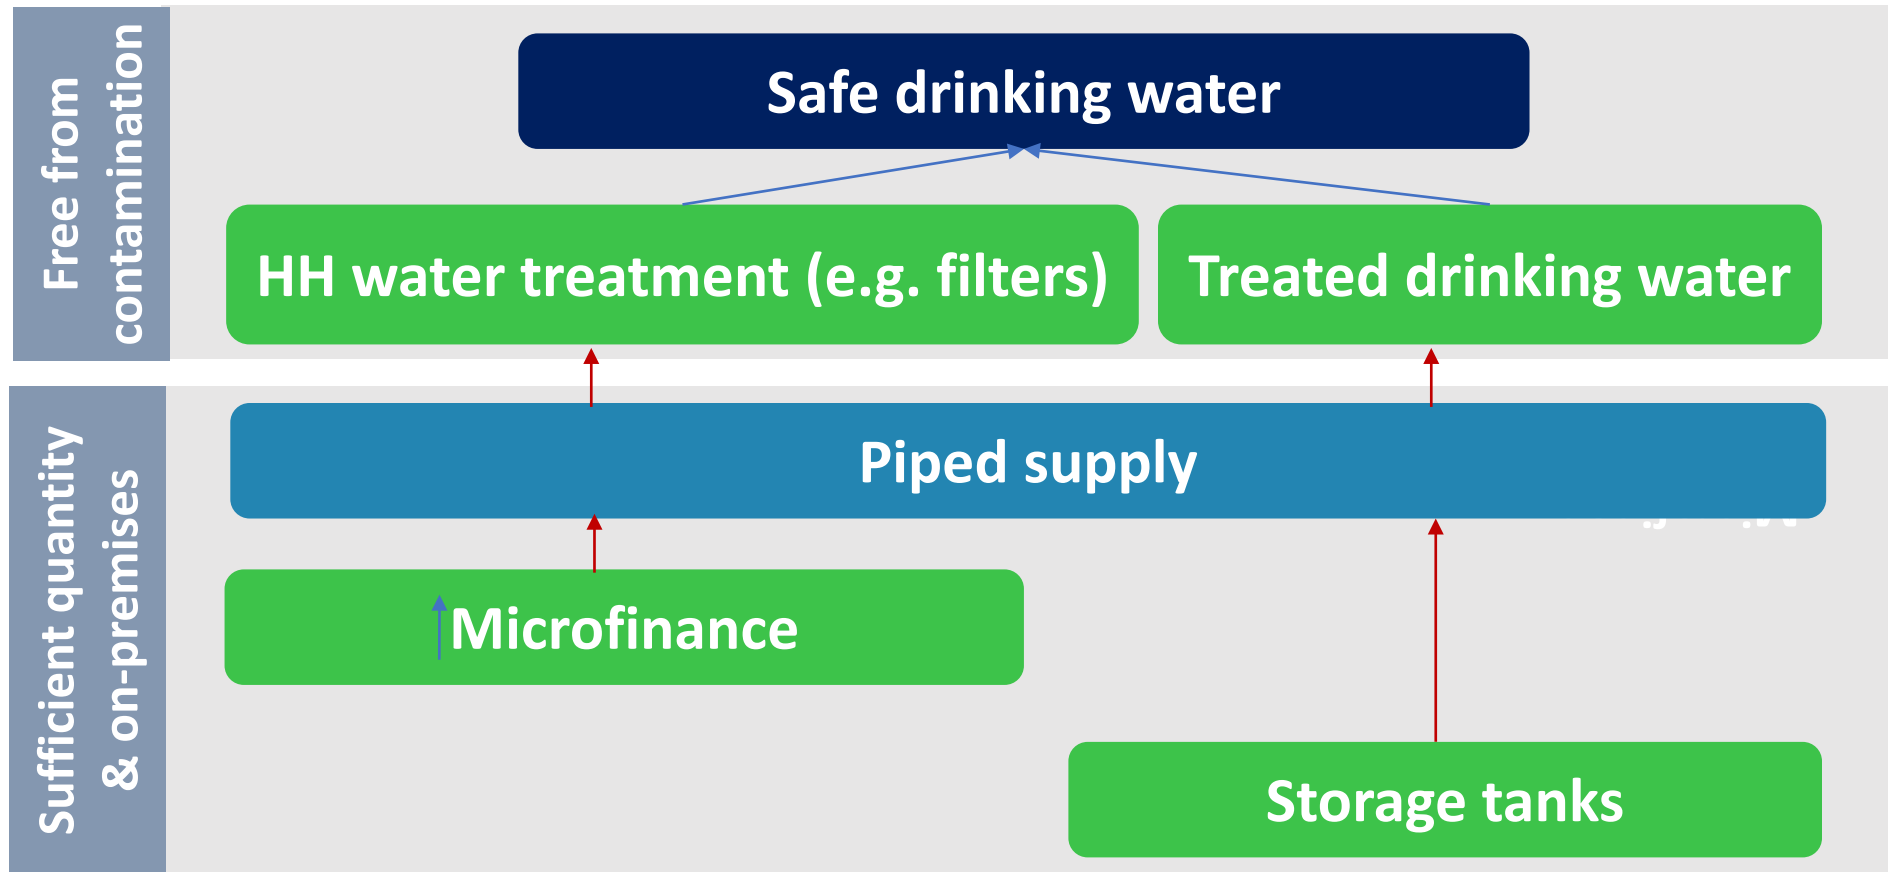 Free from
contamination
Safe drinking water
HH water treatment (e.g. filters)
Treated drinking water
Sufficient quantity
& on-premises
Piped supply
Microfinance
Storage tanks